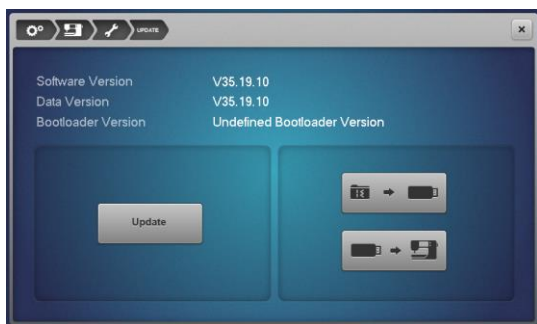 UPDATE
Software Version V35.19.10
Data Version V35.19.10
Bootloader Version Undefined Bootloader Version
Update